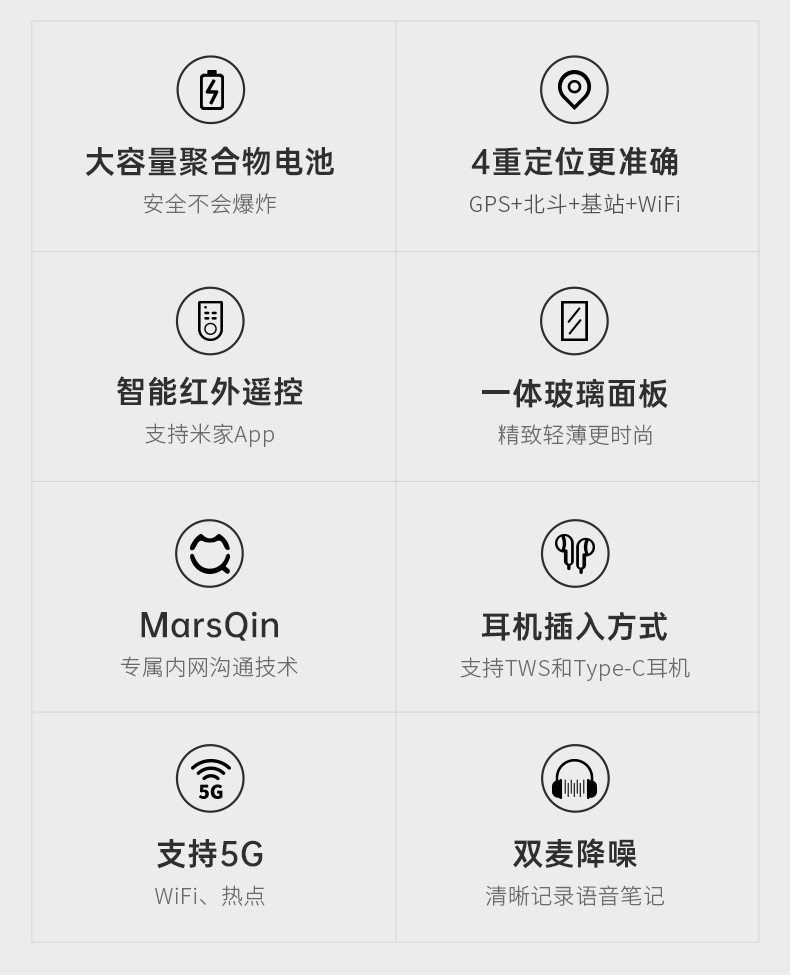 大容量聚合物电池
安全不会爆炸
4重定位更准确
GPS+北斗+基站+WiFi
智能红外遥控
支持米家App
一体玻璃面板
精致轻薄更时尚
MarsQin
专属内网沟通技术
耳机插入方式
支持TWS和Type-C耳机
5G
支持5G
WiFi、热点
双麦降噪
清晰记录语音笔记